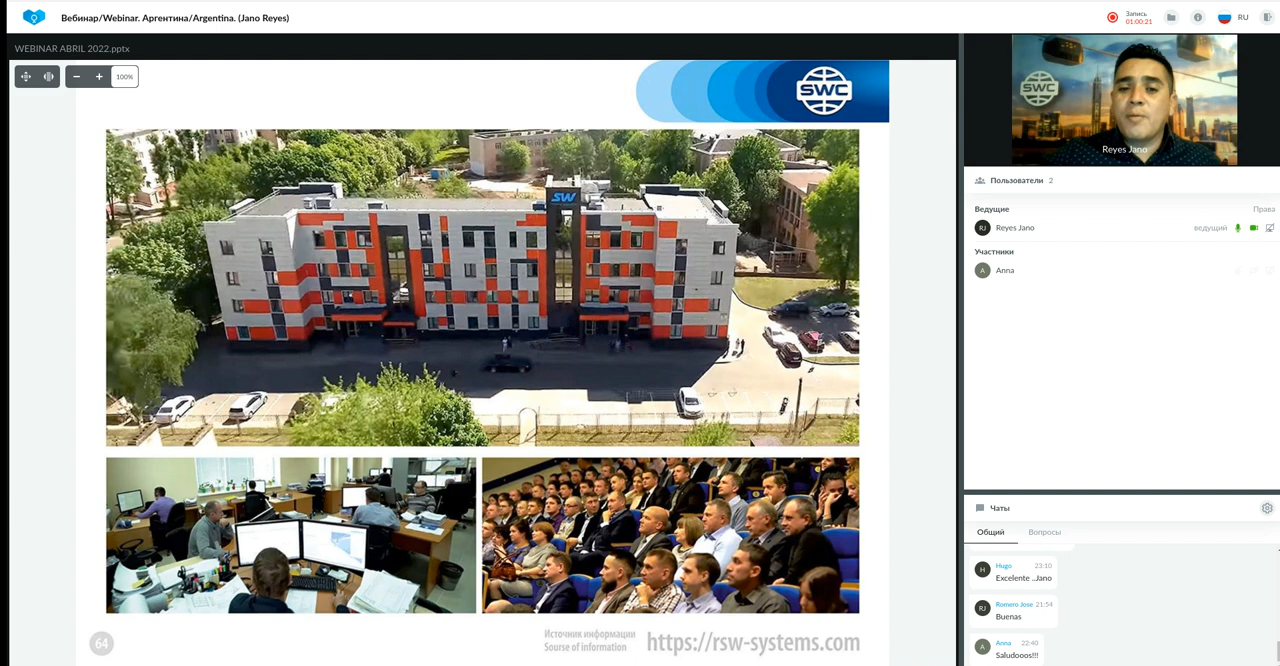 Вебинар/Webinar. Аргентина/Argentina. (Jano Reyes)
Запись
01:00:21
RU
WEBINAR ABRIL 2022.pptx
100%
SWC
SW
64
Источник информации
Sourse of information
https://rsw-systems.com
SWC
Reyes Jano
Пользователи 2
Ведущие Права
RJ Reyes Jano ведущий
Участники
A Anna
Чаты
Общий Вопросы
H Hugo 23:10
Excelente ..Jano
RJ Romero Jose 21:54
Buenas
A Anna 22:40
Saludooos!!!